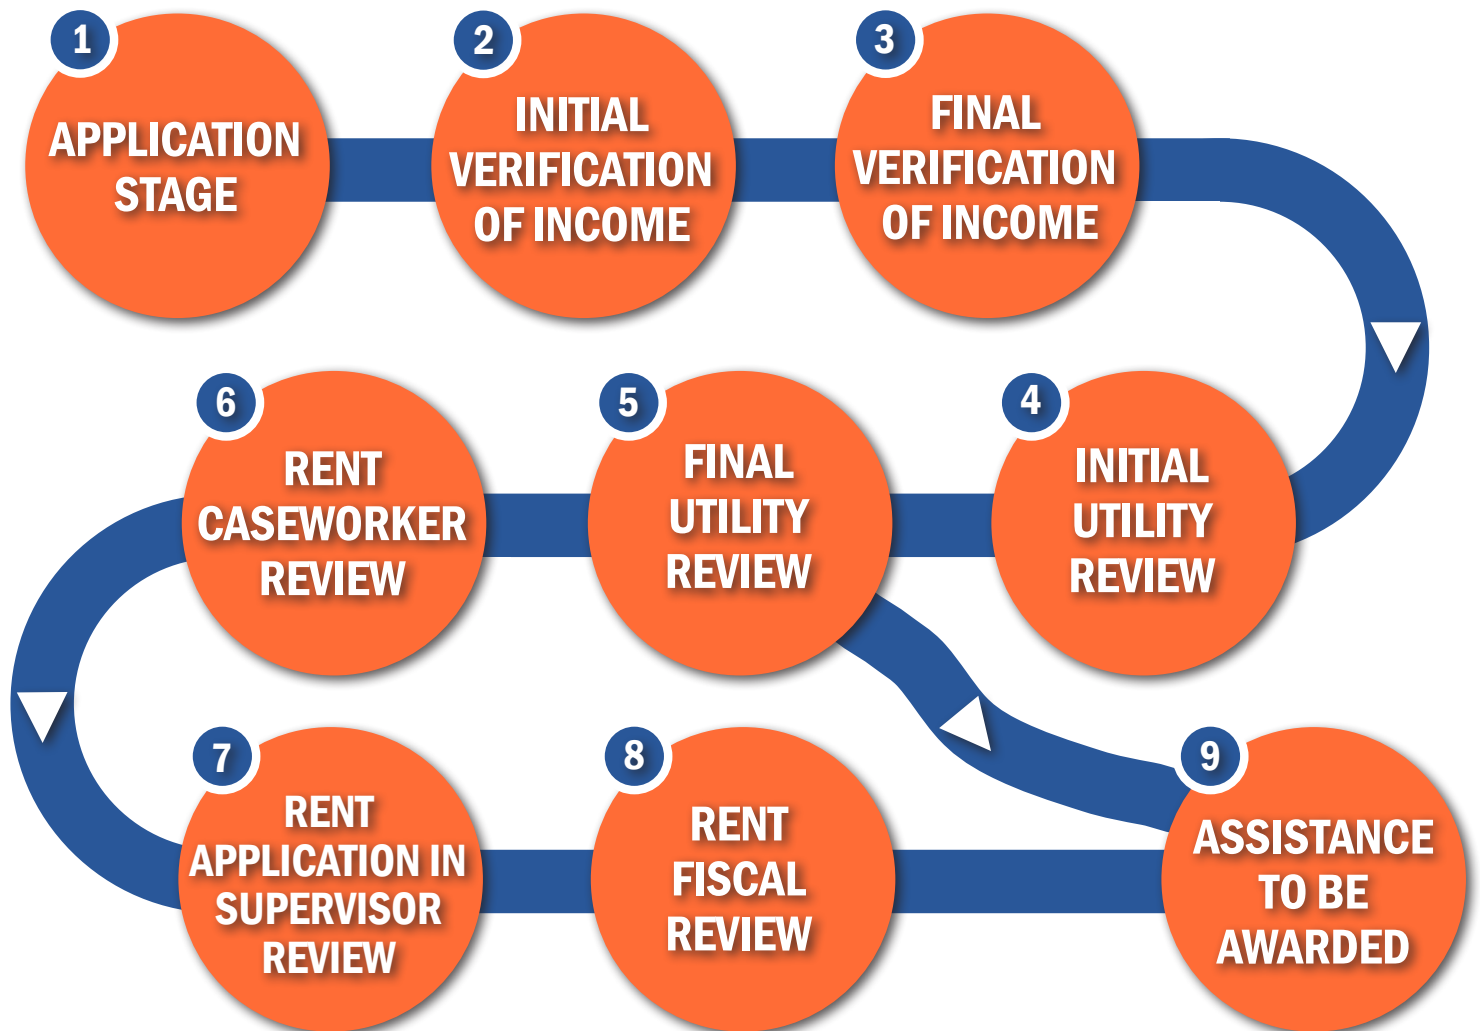 1
APPLICATION
STAGE
2
INITIAL
VERIFICATION
OF INCOME
3
FINAL
VERIFICATION
OF INCOME
4
INITIAL
UTILITY
REVIEW
5
FINAL
UTILITY
REVIEW
6
RENT
CASEWORKER
REVIEW
7
RENT
APPLICATION IN
SUPERVISOR
REVIEW
8
RENT
FISCAL
REVIEW
9
ASSISTANCE
TO BE
AWARDED